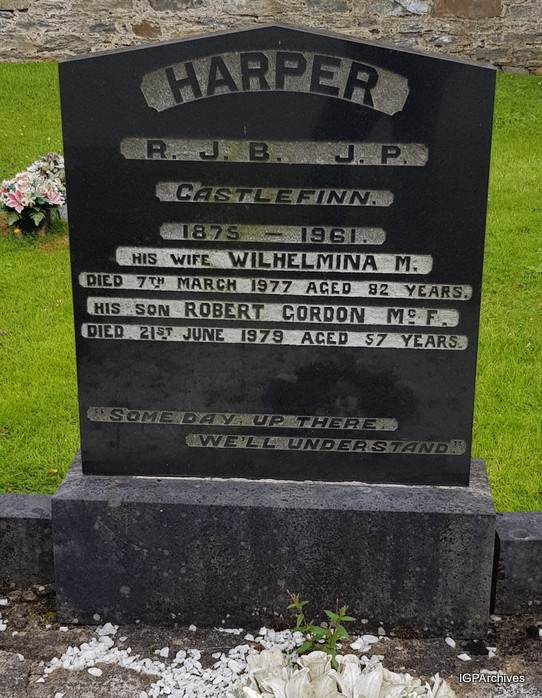 HARPER
R. J. B. J. P.
CASTLEFINN.
1875 – 1961.
HIS WIFE WILHELMINA M.
DIED 7TH MARCH 1977 AGED 82 YEARS.
HIS SON ROBERT GORDON McF.
DIED 21ST JUNE 1979 AGED 57 YEARS.
"SOME DAY, UP THERE
WE'LL UNDERSTAND"
IGPArchives